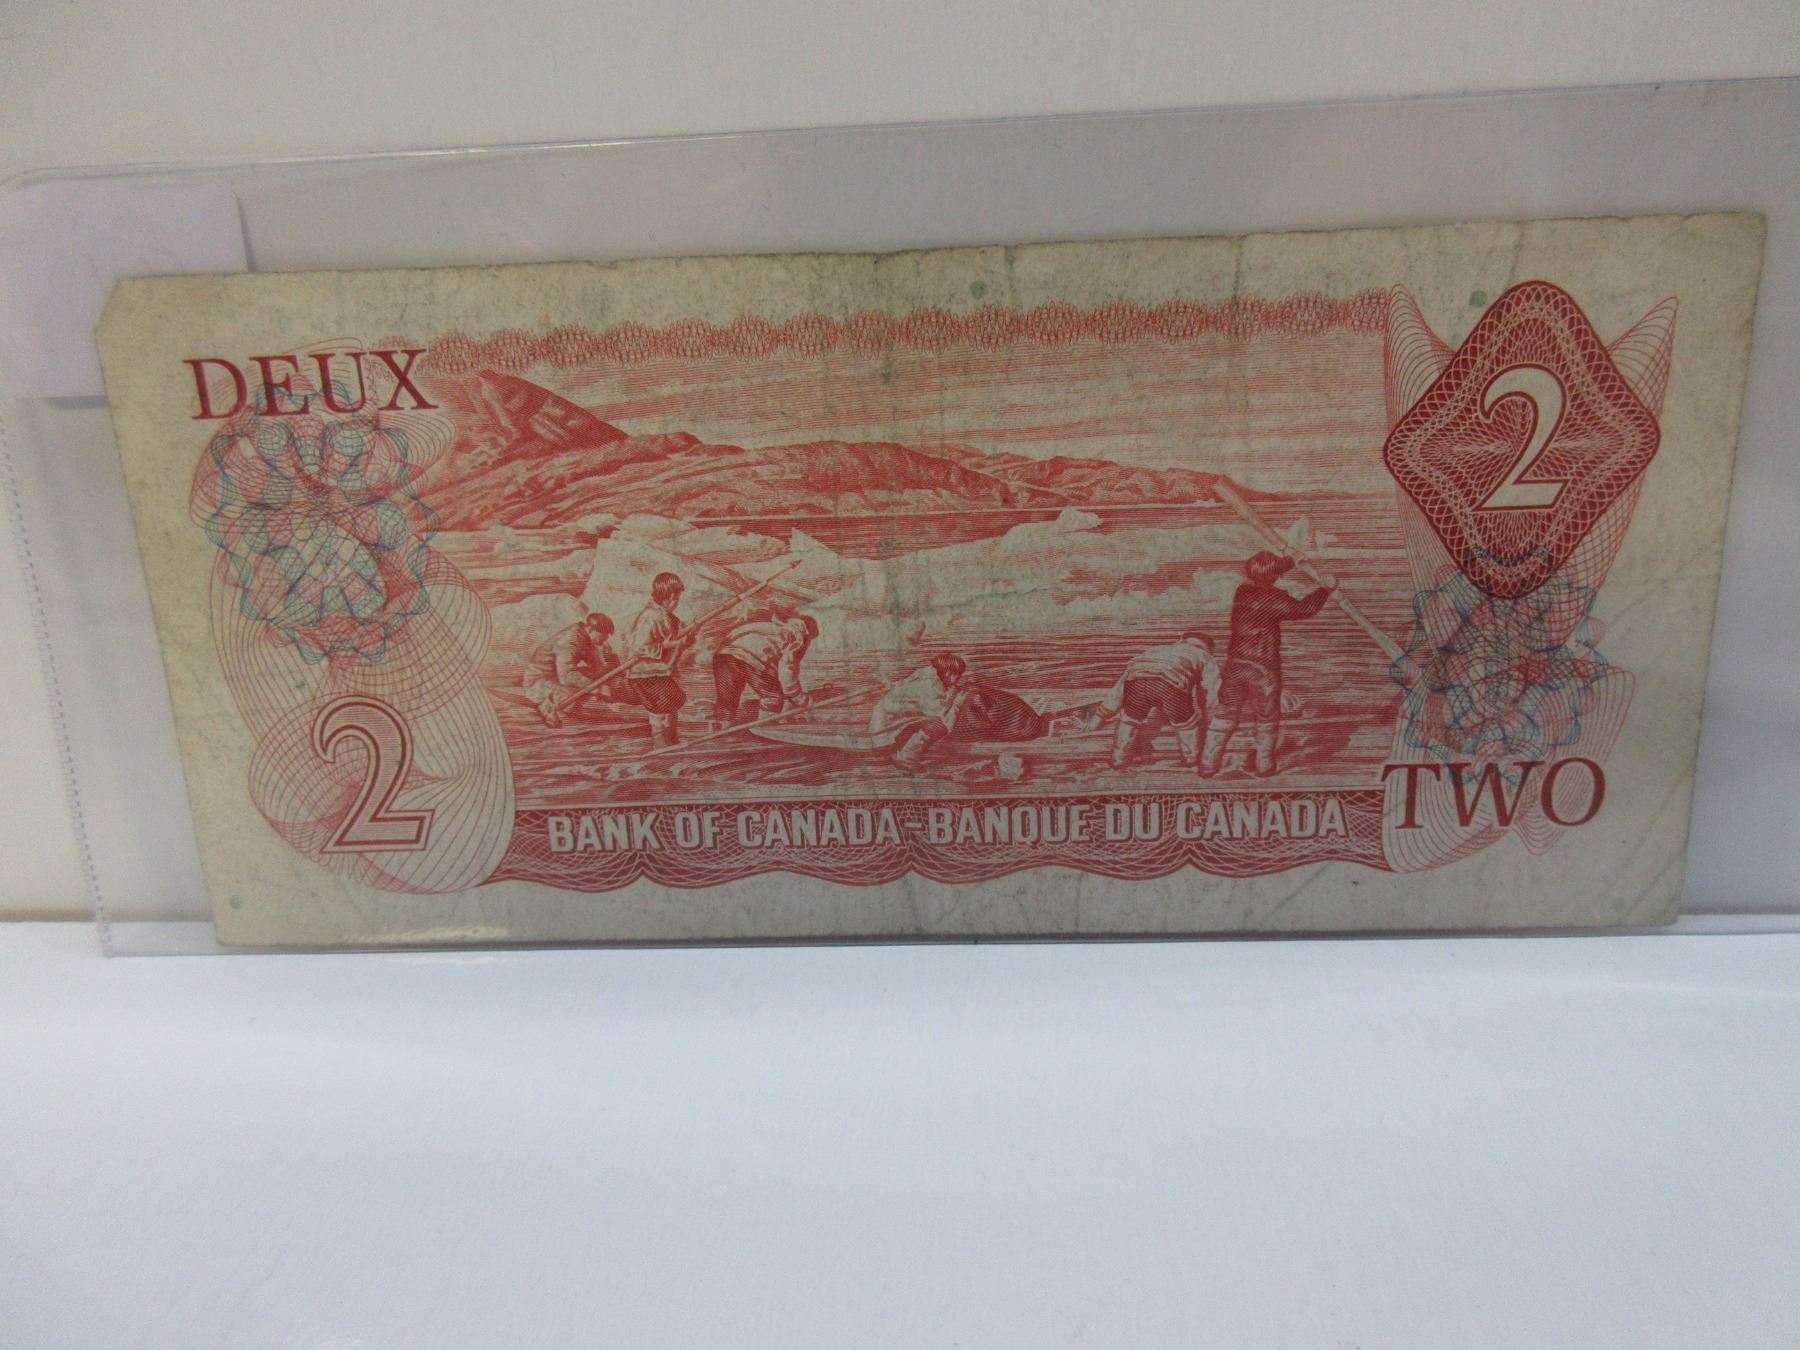 DEUX
2
2
TWO
BANK OF CANADA-BANQUE DU CANADA